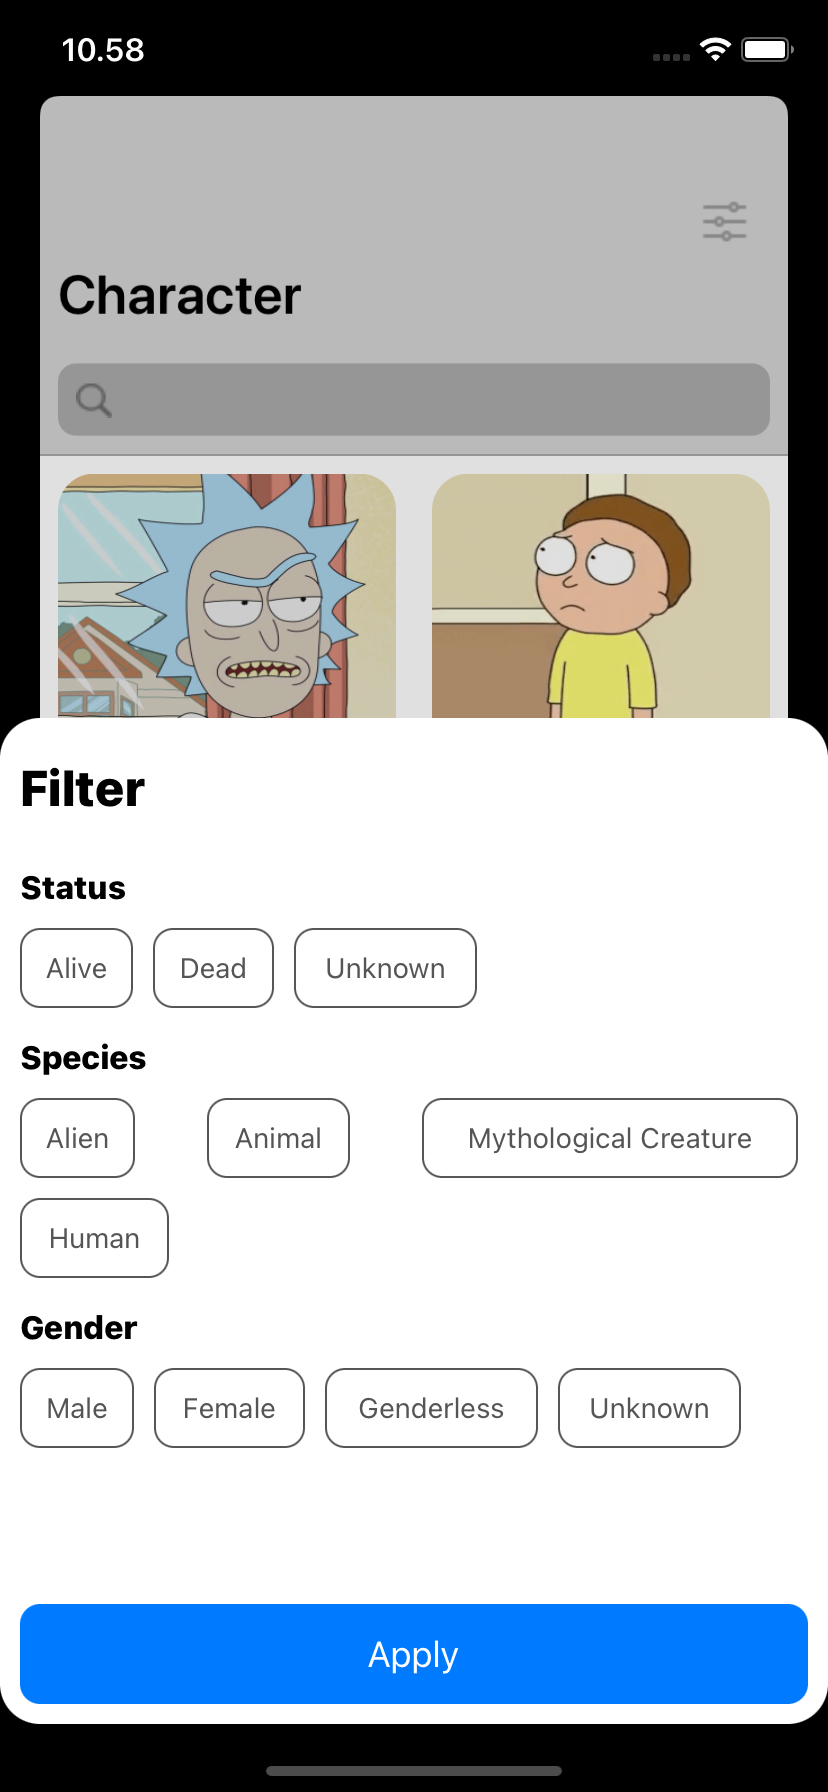 10.58
Character
Filter
Status
Alive Dead Unknown
Species
Alien Animal Mythological Creature
Human
Gender
Male Female Genderless Unknown
Apply